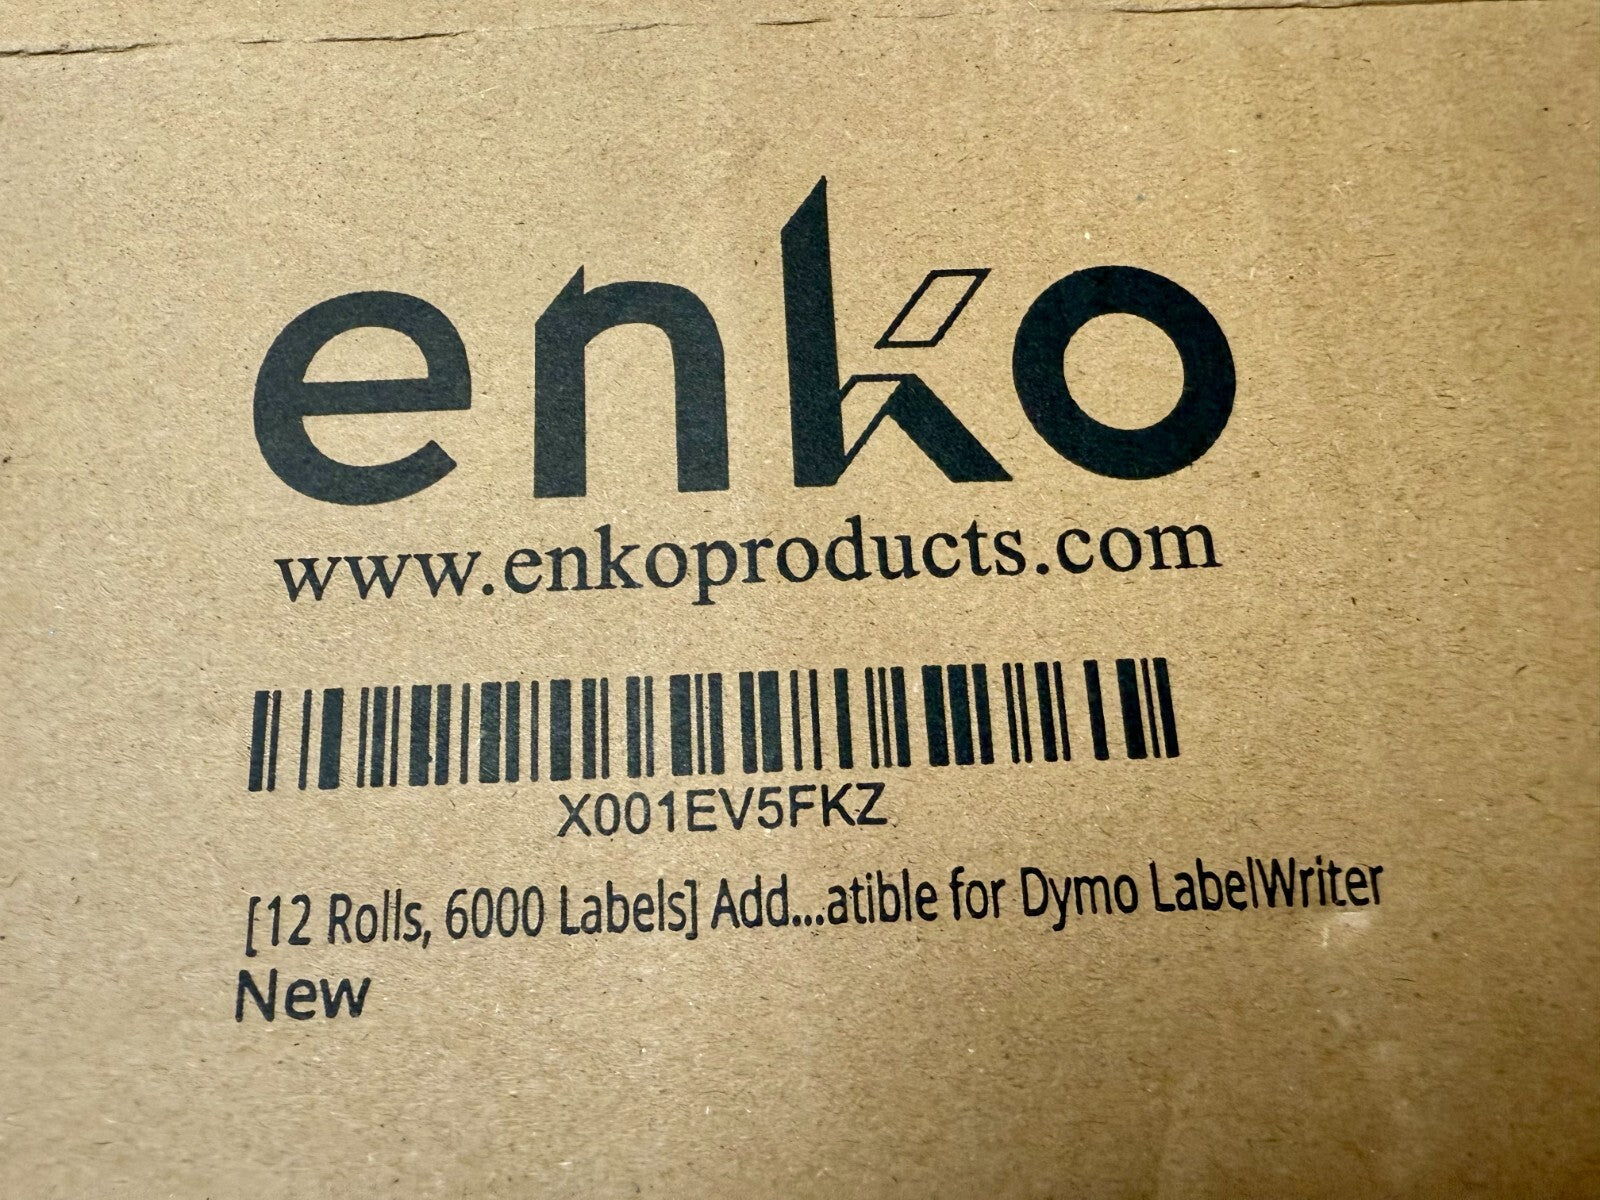 enko
www.enkoproducts.com
X001EV5FKZ
[12 Rolls, 6000 Labels] Add...atible for Dymo LabelWriter
New